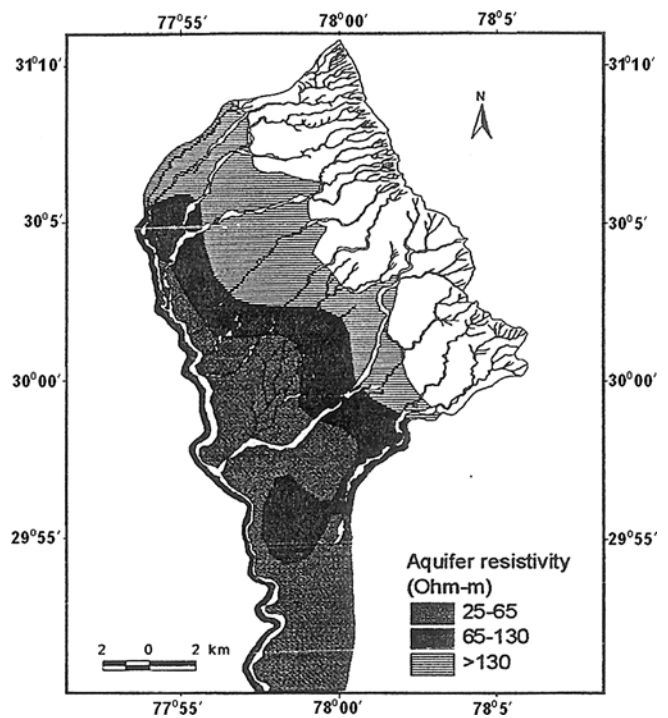 77°55′ 78°00′ 78°5′
31°10′ 31°10′
N
30°5′ 30°5′
30°00′ 30°00′
29°55′ 29°55′
Aquifer resistivity
(Ohm-m)
25-65
65-130
>130
2 0 2 km
77°55′ 78°00′ 78°5′